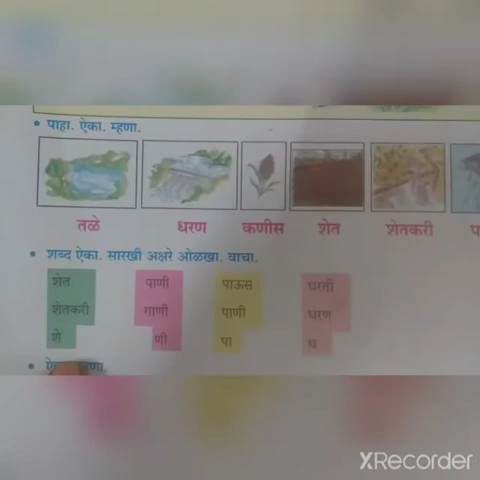 • पाहा. ऐका. म्हणा.
तळे धरण कणीस शेत शेतकरी
• शब्द ऐका. सारखी अक्षरे ओळखा. वाचा.
शेत पाणी पाऊस धरती
शेतकरी गाणी पाणी धरण
शे णी पा ध
XRecorder